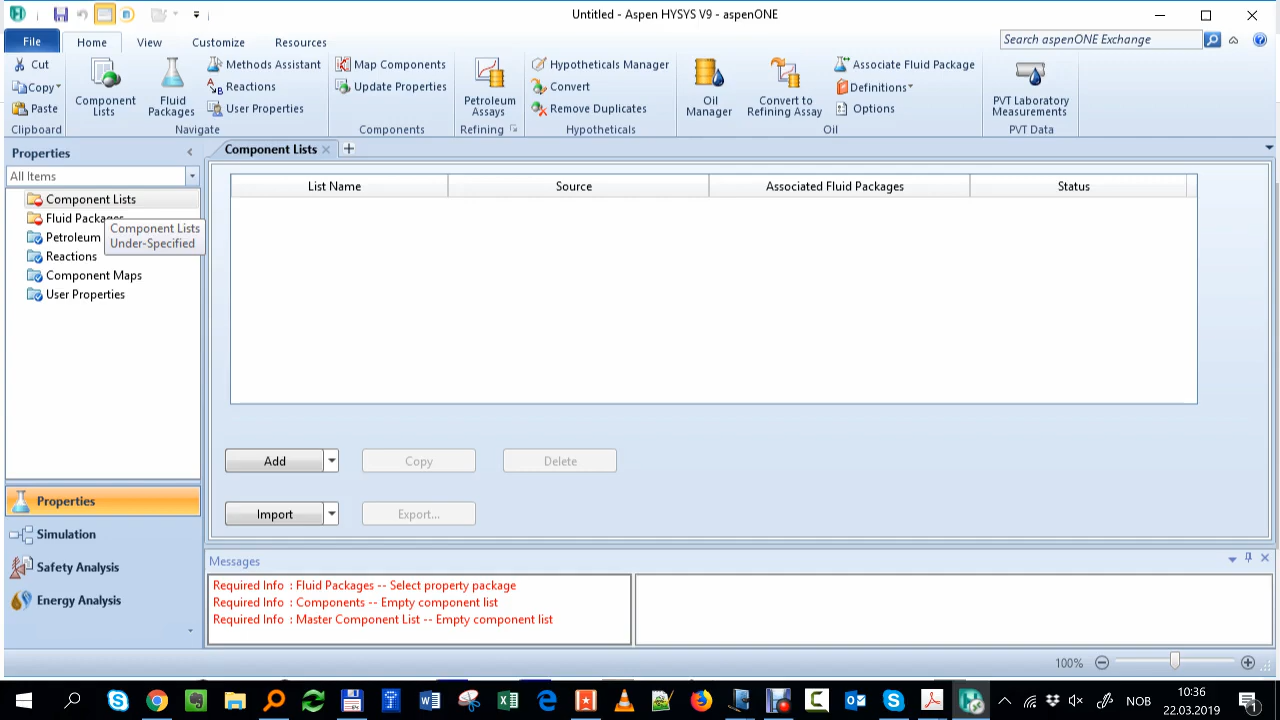 Untitled - Aspen HYSYS V9 - aspenONE
File
Home
View
Customize
Resources
Search aspenONE Exchange
Cut
Copy
Paste
Clipboard
Component Lists
Fluid Packages
Methods Assistant
Reactions
User Properties
Navigate
Map Components
Update Properties
Components
Petroleum Assays
Refining
Hypotheticals Manager
Convert
Remove Duplicates
Hypotheticals
Oil Manager
Convert to Refining Assay
Associate Fluid Package
Definitions
Options
Oil
PVT Laboratory Measurements
PVT Data
Properties
All Items
Component Lists
Fluid Packages
Petroleum
Reactions
Component Maps
User Properties
Component Lists
Under-Specified
Properties
Simulation
Safety Analysis
Energy Analysis
Component Lists
List Name
Source
Associated Fluid Packages
Status
Add
Copy
Delete
Import
Export...
Messages
Required Info : Fluid Packages -- Select property package
Required Info : Components -- Empty component list
Required Info : Master Component List -- Empty component list
100%
NOB
10:36
22.03.2019
1